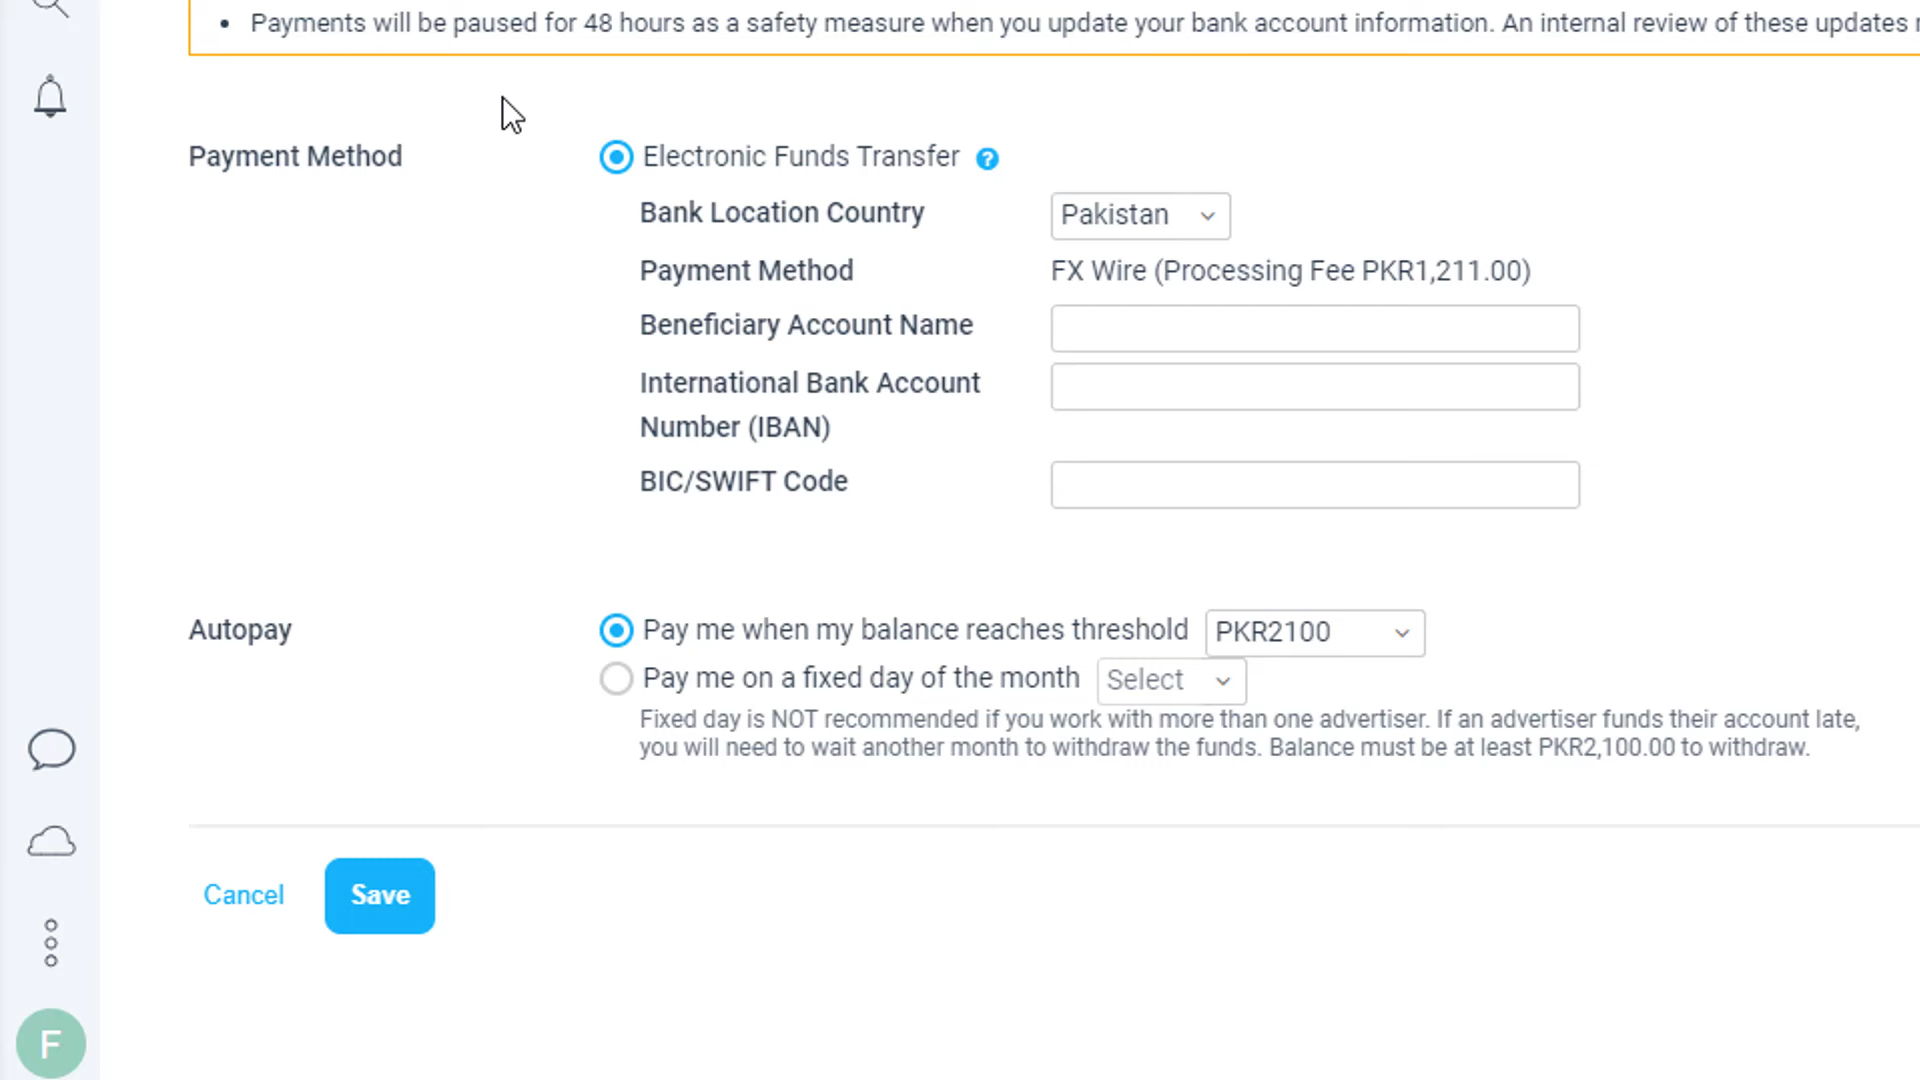 • Payments will be paused for 48 hours as a safety measure when you update your bank account information. An internal review of these updates
Payment Method
Electronic Funds Transfer ?
Bank Location Country Pakistan
Payment Method FX Wire (Processing Fee PKR1,211.00)
Beneficiary Account Name
International Bank Account
Number (IBAN)
BIC/SWIFT Code
Autopay
Pay me when my balance reaches threshold PKR2100
Pay me on a fixed day of the month Select
Fixed day is NOT recommended if you work with more than one advertiser. If an advertiser funds their account late,
you will need to wait another month to withdraw the funds. Balance must be at least PKR2,100.00 to withdraw.
Cancel Save
F